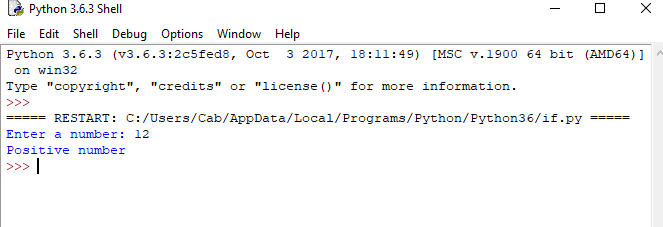 Python 3.6.3 Shell
File Edit Shell Debug Options Window Help
Python 3.6.3 (v3.6.3:2c5fed8, Oct  3 2017, 18:11:49) [MSC v.1900 64 bit (AMD64)]
 on win32
Type "copyright", "credits" or "license()" for more information.
>>>
===== RESTART: C:/Users/Cab/AppData/Local/Programs/Python/Python36/if.py =====
Enter a number: 12
Positive number
>>>